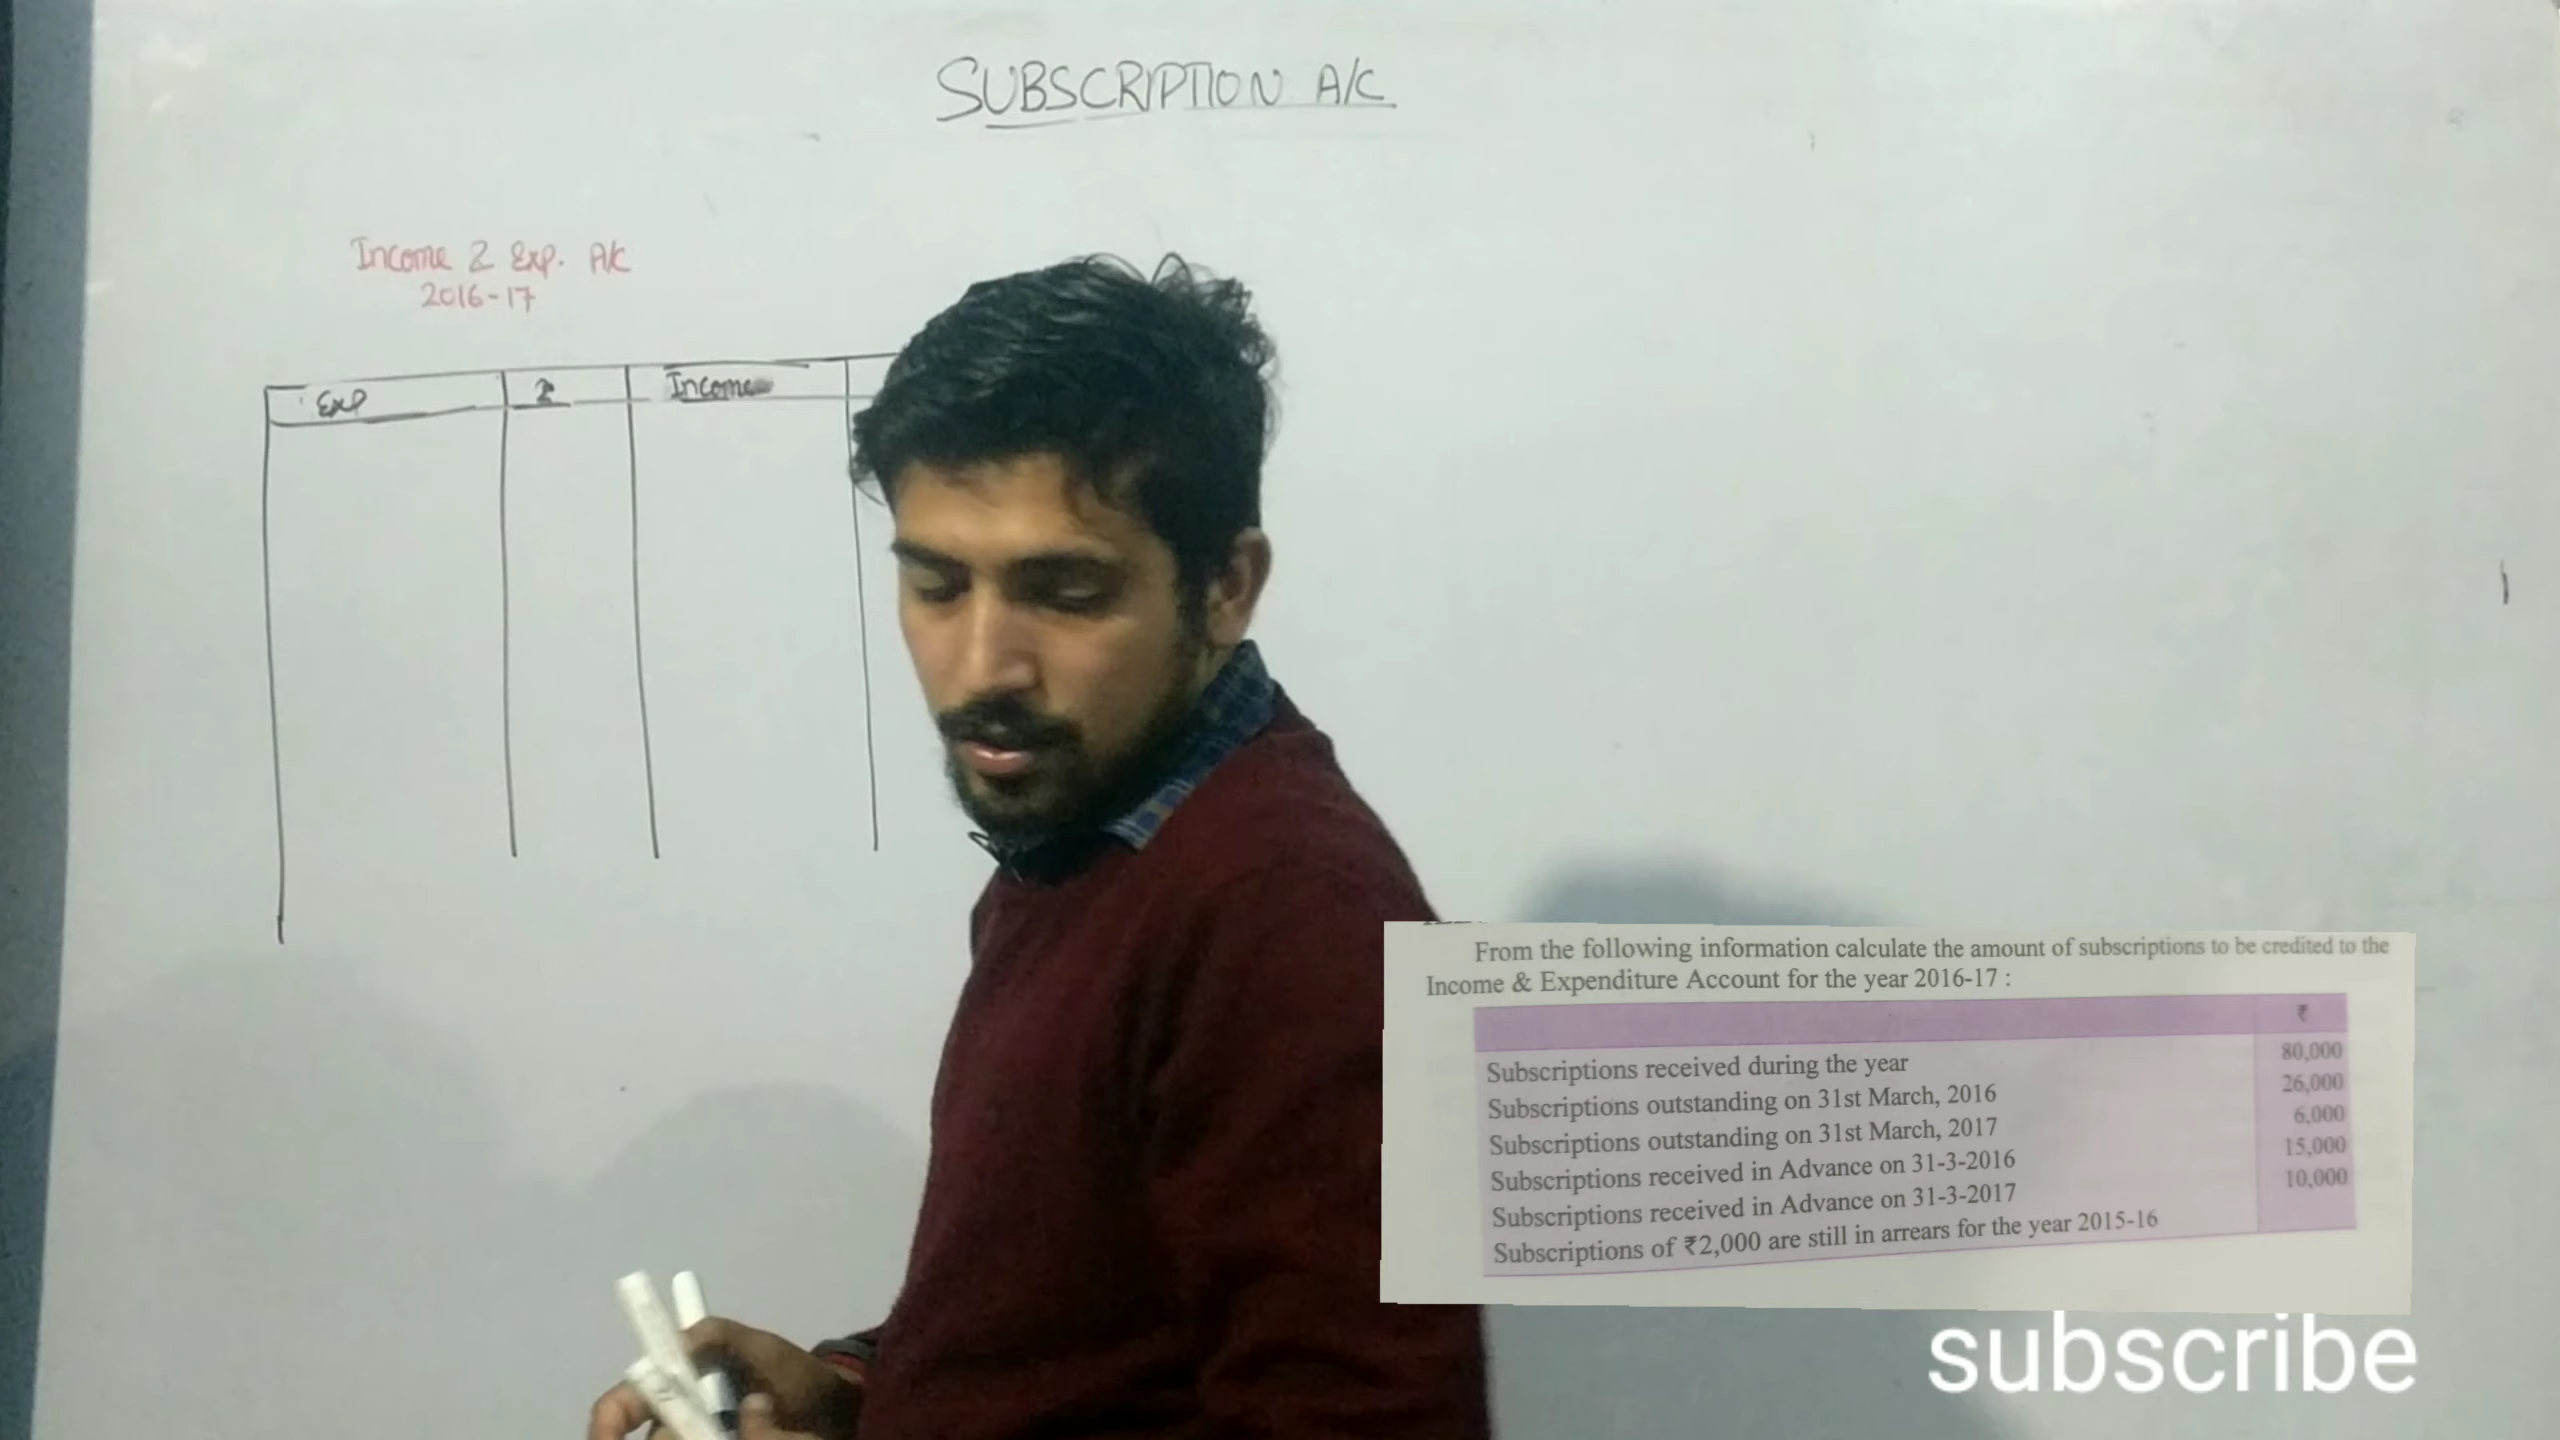 SUBSCRIPTION A/C
Income & Exp. A/C
2016-17
Exp ₹ Income
From the following information calculate the amount of subscriptions to be credited to the
Income & Expenditure Account for the year 2016-17 :
₹
Subscriptions received during the year 80,000
Subscriptions outstanding on 31st March, 2016 26,000
Subscriptions outstanding on 31st March, 2017 6,000
Subscriptions received in Advance on 31-3-2016 15,000
Subscriptions received in Advance on 31-3-2017 10,000
Subscriptions of ₹2,000 are still in arrears for the year 2015-16
subscribe